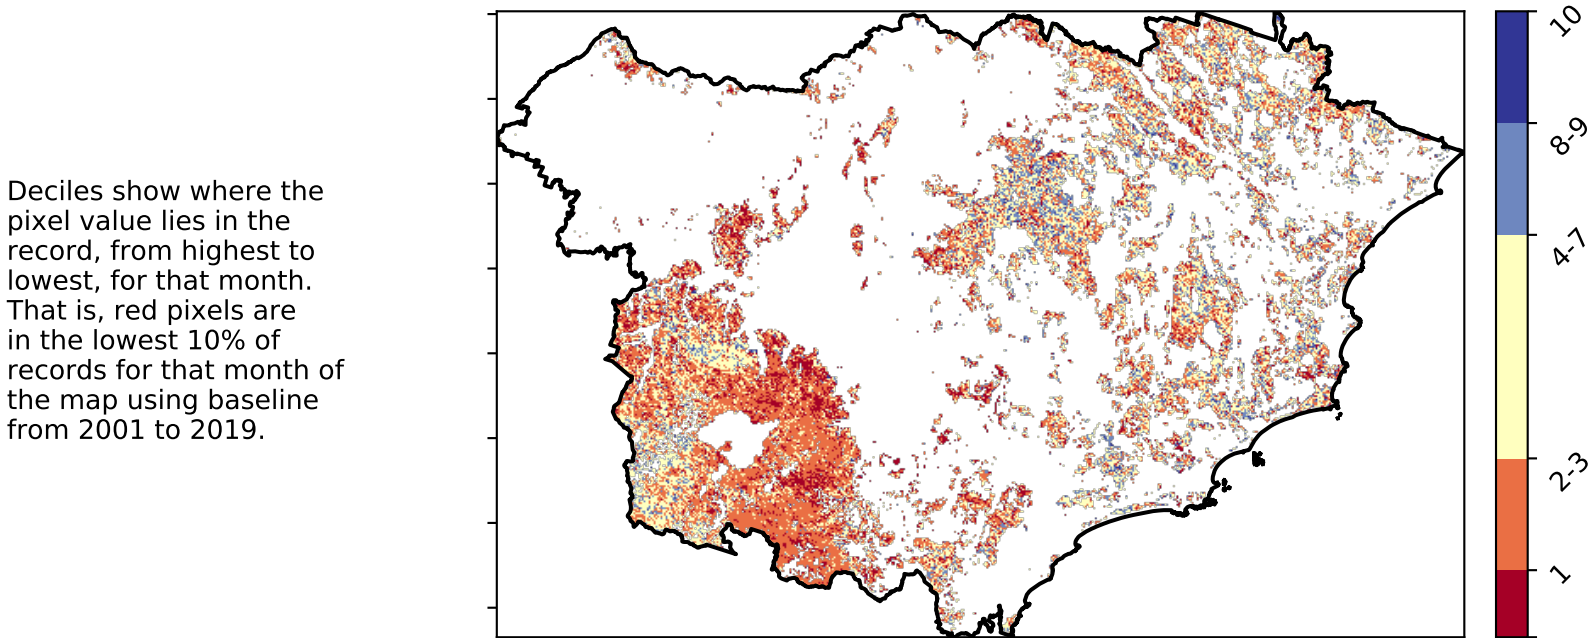 Deciles show where the
pixel value lies in the
record, from highest to
lowest, for that month.
That is, red pixels are
in the lowest 10% of
records for that month of
the map using baseline
from 2001 to 2019.
10
8-9
4-7
2-3
1